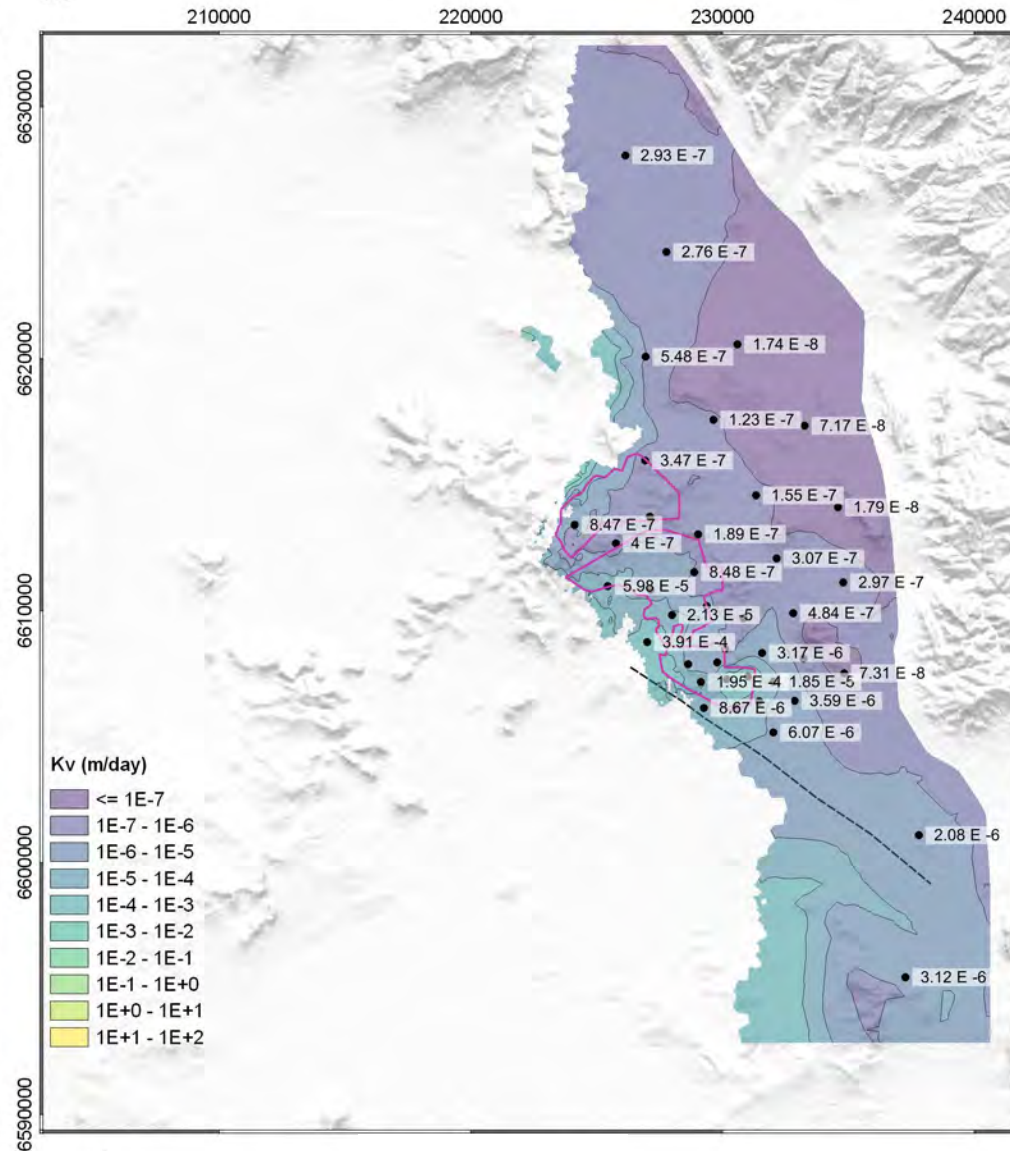 210000
220000
230000
240000
6630000
6620000
6610000
6600000
6590000
2.93 E -7
2.76 E -7
1.74 E -8
5.48 E -7
1.23 E -7
7.17 E -8
3.47 E -7
1.55 E -7
1.79 E -8
8.47 E -7
1.89 E -7
4 E -7
3.07 E -7
8.48 E -7
2.97 E -7
5.98 E -5
2.13 E -5
4.84 E -7
3.91 E -4
3.17 E -6
7.31 E -8
1.95 E -4
1.85 E -5
3.59 E -6
8.67 E -6
6.07 E -6
2.08 E -6
3.12 E -6
Kv (m/day)
<= 1E-7
1E-7 - 1E-6
1E-6 - 1E-5
1E-5 - 1E-4
1E-4 - 1E-3
1E-3 - 1E-2
1E-2 - 1E-1
1E-1 - 1E+0
1E+0 - 1E+1
1E+1 - 1E+2